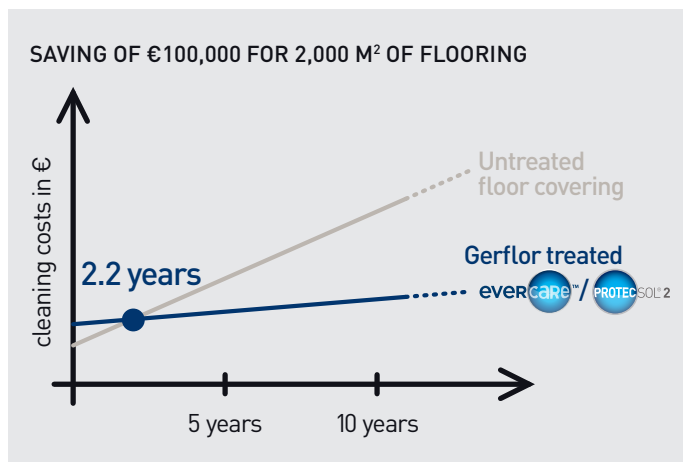 SAVING OF €100,000 FOR 2,000 M² OF FLOORING
cleaning costs in €
Untreated
floor covering
2.2 years
Gerflor treated
evercare™ / PROTECSOL® 2
5 years
10 years